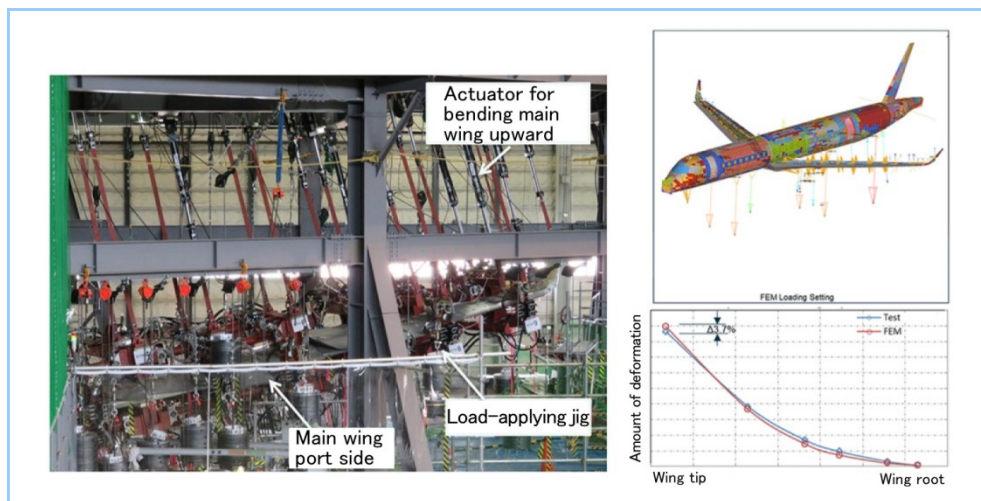 Actuator for
bending main
wing upward
Load-applying jig
Main wing
port side
FEM Loading Setting
Amount of deformation
Δ3.7%
Test
FEM
Wing tip
Wing root